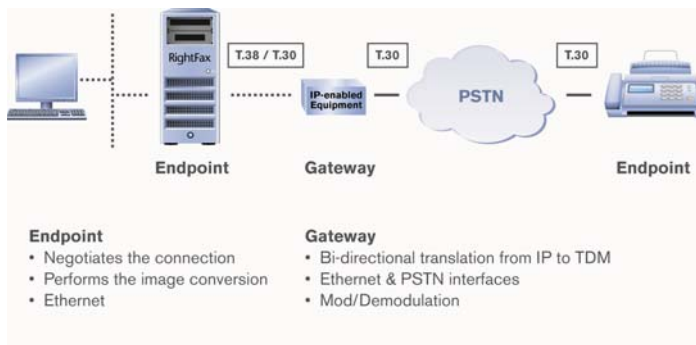 RightFax
T.38 / T.30
T.30
T.30
IP-enabled
Equipment
PSTN
Endpoint
Gateway
Endpoint
Endpoint
• Negotiates the connection
• Performs the image conversion
• Ethernet
Gateway
• Bi-directional translation from IP to TDM
• Ethernet & PSTN interfaces
• Mod/Demodulation